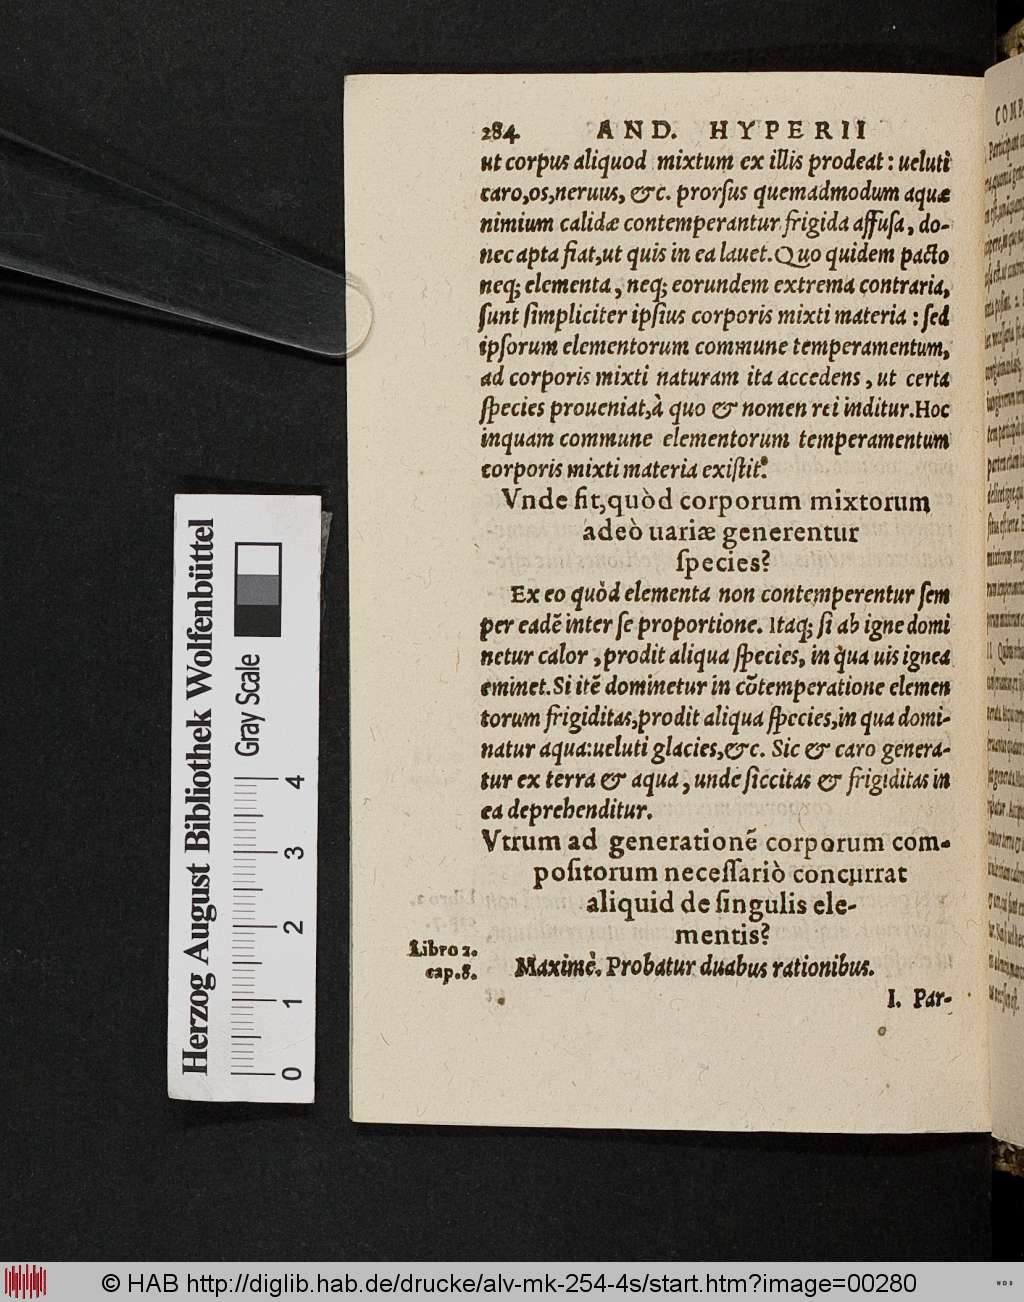 284 AND. HYPERII
ut corpus aliquod mixtum ex illis prodeat: ueluti
caro,os,neruus, &c. prorsus quemadmodum aquæ
nimium calidæ contemperantur frigida affusa, do-
nec apta fiat,ut quis in ea lauet. Quo quidem pacto
neq; elementa, neq; eorundem extrema contraria,
sunt simpliciter ipsius corporis mixti materia: sed
ipsorum elementorum commune temperamentum,
ad corporis mixti naturam ita accedens, ut certa
species proueniat,à quo & nomen rei inditur.Hoc
inquam commune elementorum temperamentum
corporis mixti materia existit.
Vnde fit,quòd corporum mixtorum
adeò uariæ generentur
species?
Ex eo quòd elementa non contemperentur sem
per eadē inter se proportione. Itaq; si ab igne domi
netur calor, prodit aliqua species, in qua uis ignea
eminet. Si itē dominetur in cōtemperatione elemen
torum frigiditas,prodit aliqua species,in qua domi-
natur aqua:ueluti glacies,&c. Sic & caro genera-
tur ex terra & aqua, unde siccitas & frigiditas in
ea deprehenditur.
Vtrum ad generationē corporum com-
positorum necessariò concurrat
aliquid de singulis ele-
mentis?
Libro 2.
cap.8.
Maximè. Probatur duabus rationibus.
I. Par-
Herzog August Bibliothek Wolfenbüttel
Gray Scale
0 1 2 3 4
© HAB http://diglib.hab.de/drucke/alv-mk-254-4s/start.htm?image=00280